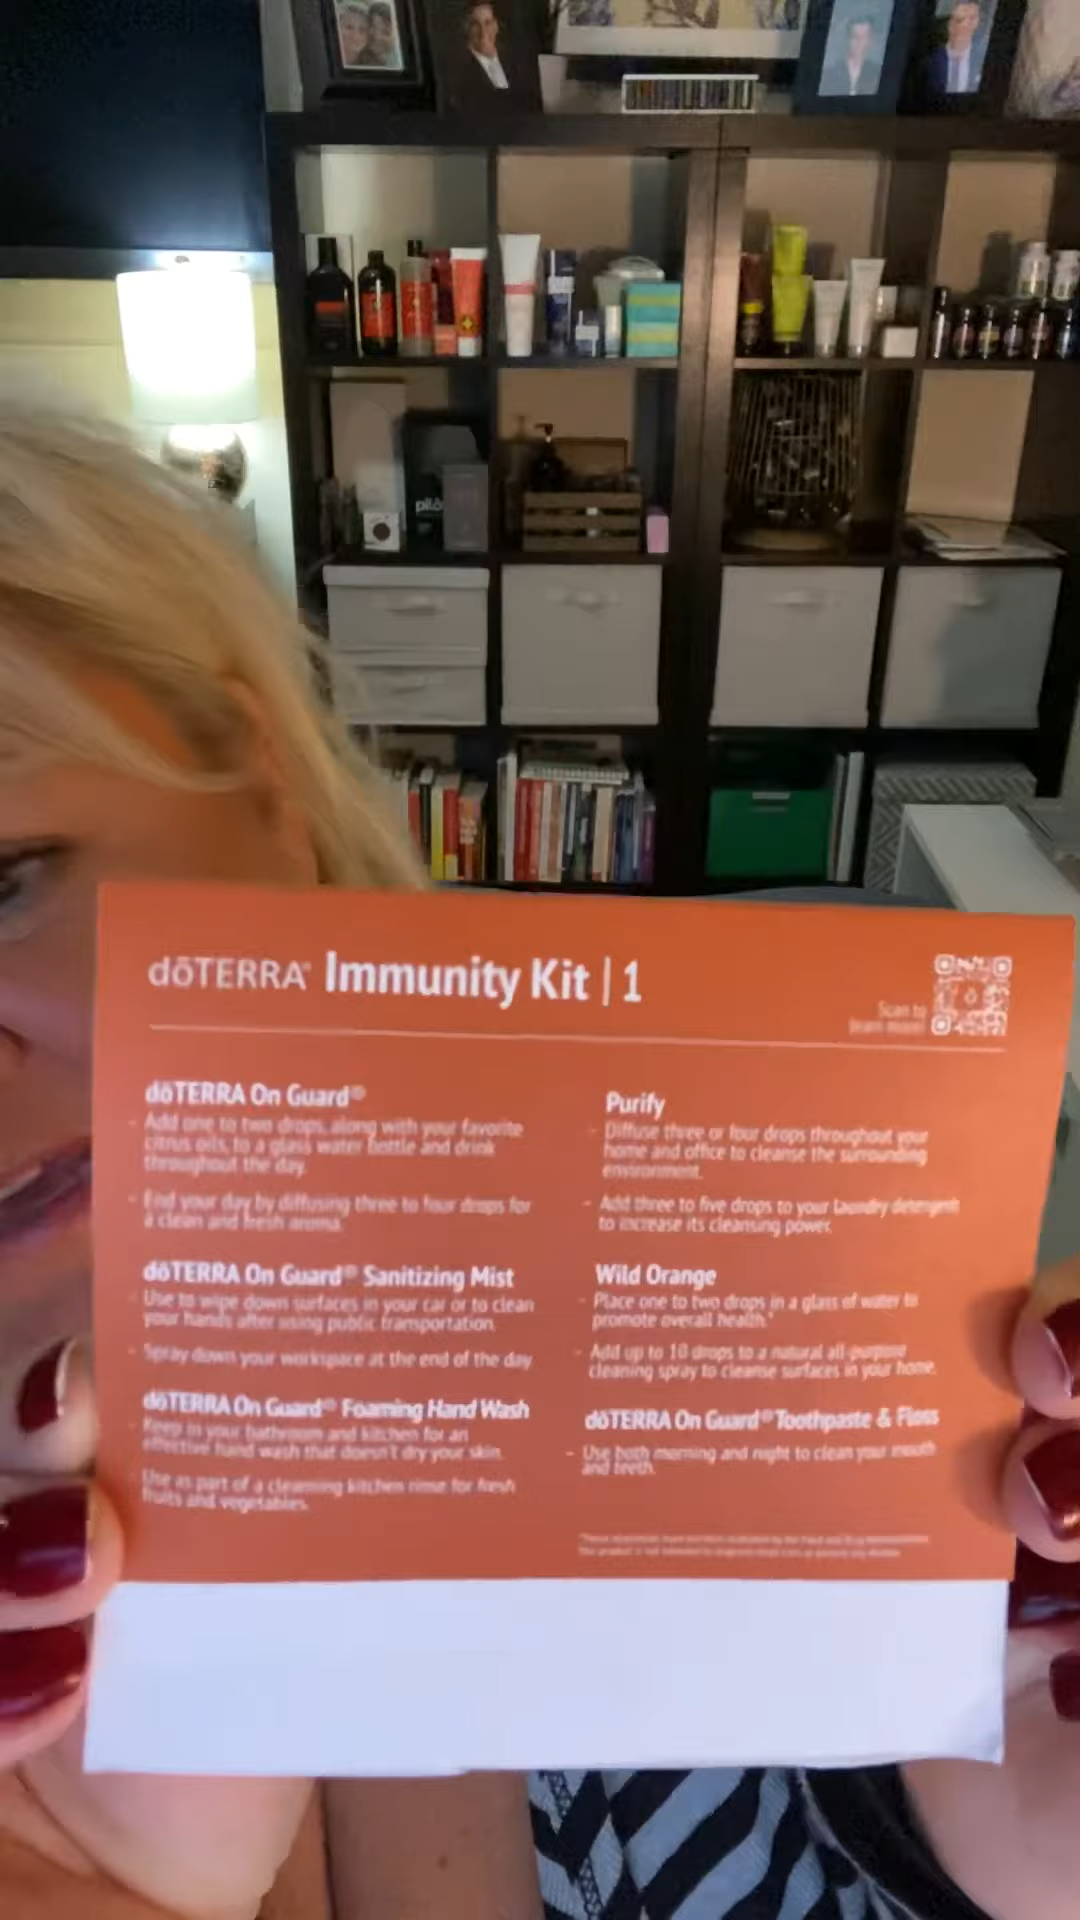 dōTERRA Immunity Kit | 1
Scan to
learn more!
dōTERRA On Guard®
- Add one to two drops, along with your favorite
citrus oils, to a glass water bottle and drink
throughout the day.
- End your day by diffusing three to four drops for
a clean and fresh aroma.
dōTERRA On Guard® Sanitizing Mist
- Use to wipe down surfaces in your car or to clean
your hands after using public transportation.
- Spray down your workspace at the end of the day
dōTERRA On Guard® Foaming Hand Wash
- Keep in your bathroom and kitchen for an
effective hand wash that doesn't dry your skin.
- Use as part of a cleaning kitchen rinse for fresh
fruits and vegetables.
Purify
- Diffuse three or four drops throughout your
home and office to cleanse the surrounding
environment.
- Add three to five drops to your laundry detergent
to increase its cleansing power.
Wild Orange
- Place one to two drops in a glass of water to
promote overall health.*
- Add up to 10 drops to a natural all-purpose
cleaning spray to cleanse surfaces in your home.
dōTERRA On Guard® Toothpaste & Floss
- Use both morning and night to clean your mouth
and teeth.